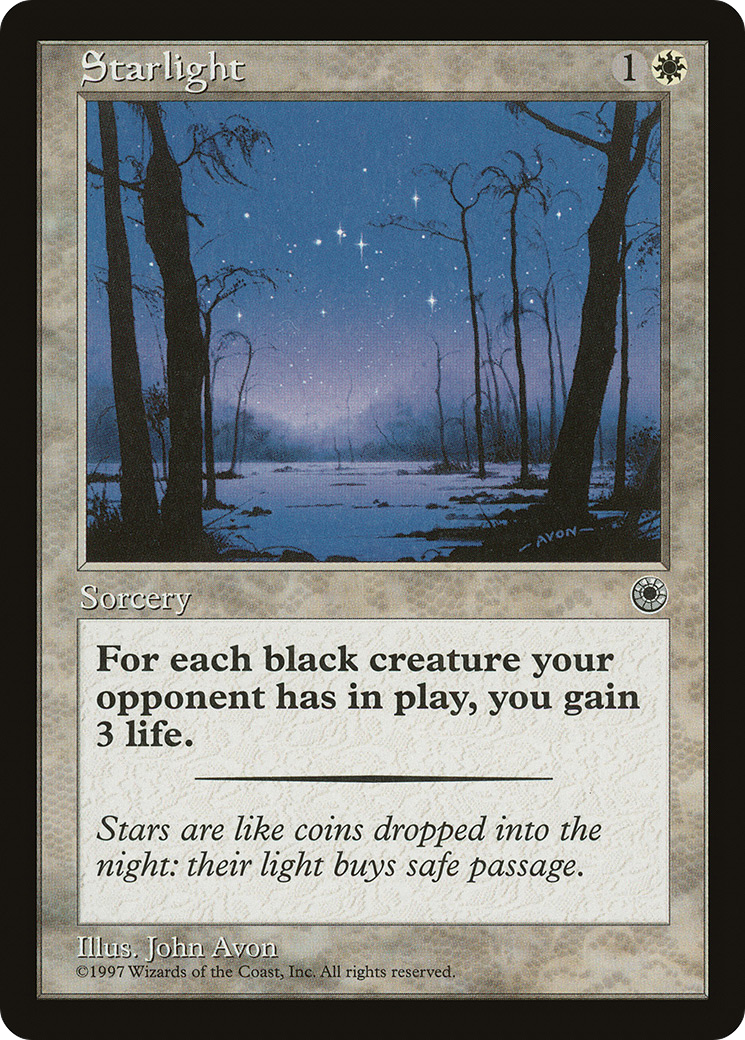 Starlight 1
- AVON -
Sorcery
For each black creature your
opponent has in play, you gain
3 life.
Stars are like coins dropped into the
night: their light buys safe passage.
Illus. John Avon
©1997 Wizards of the Coast, Inc. All rights reserved.